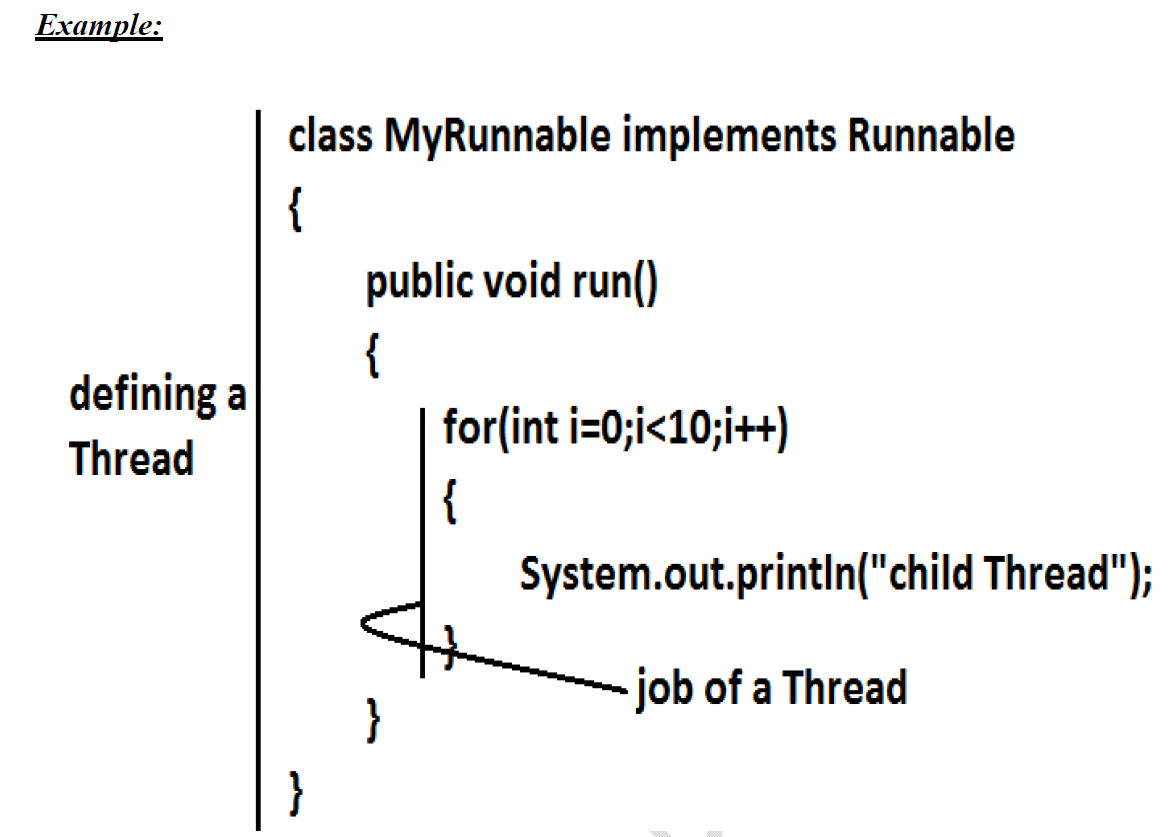 Example:
class MyRunnable implements Runnable
{
public void run()
{
defining a
Thread
for(int i=0;i<10;i++)
{
System.out.println("child Thread");
}
job of a Thread
}
}